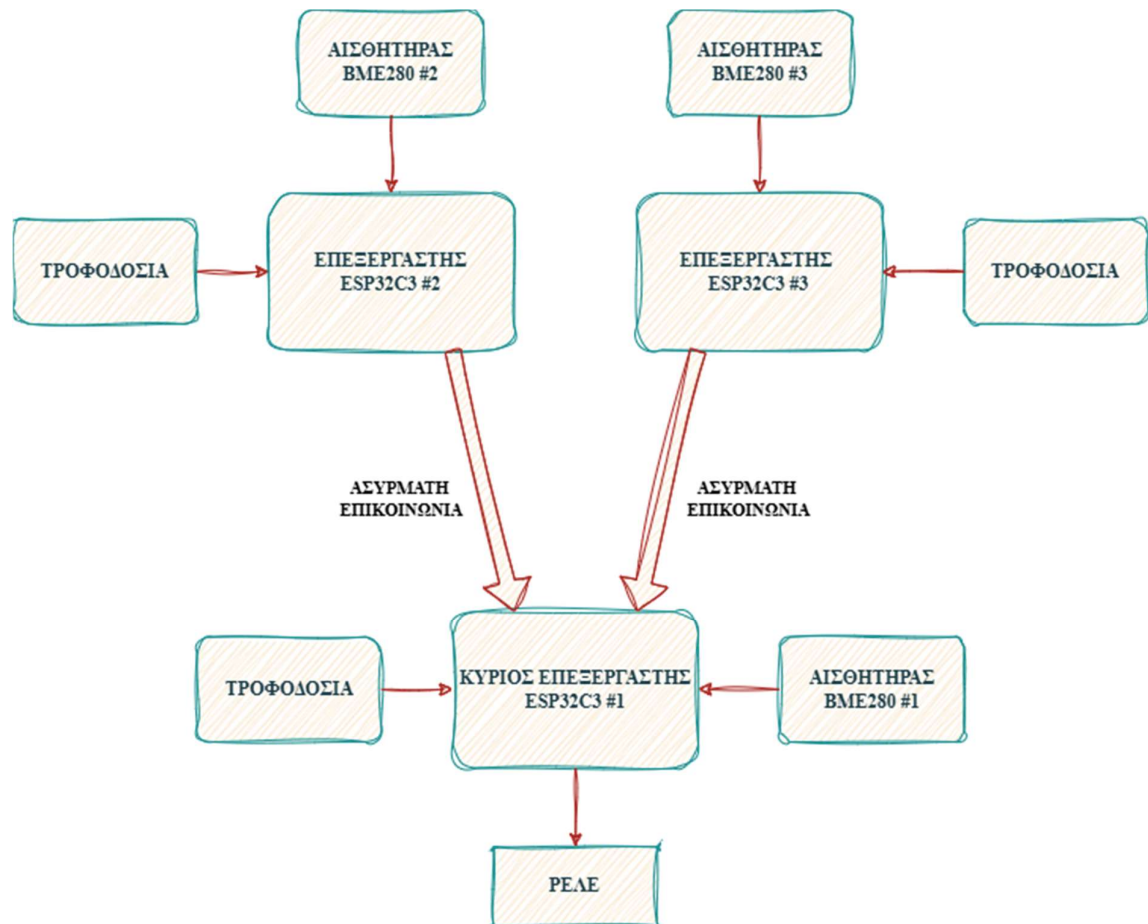 ΑΙΣΘΗΤΗΡΑΣ
BME280 #2
ΑΙΣΘΗΤΗΡΑΣ
BME280 #3
ΤΡΟΦΟΔΟΣΙΑ
ΕΠΕΞΕΡΓΑΣΤΗΣ
ESP32C3 #2
ΕΠΕΞΕΡΓΑΣΤΗΣ
ESP32C3 #3
ΤΡΟΦΟΔΟΣΙΑ
ΑΣΥΡΜΑΤΗ
ΕΠΙΚΟΙΝΩΝΙΑ
ΑΣΥΡΜΑΤΗ
ΕΠΙΚΟΙΝΩΝΙΑ
ΤΡΟΦΟΔΟΣΙΑ
ΚΥΡΙΟΣ ΕΠΕΞΕΡΓΑΣΤΗΣ
ESP32C3 #1
ΑΙΣΘΗΤΗΡΑΣ
BME280 #1
ΡΕΛΕ